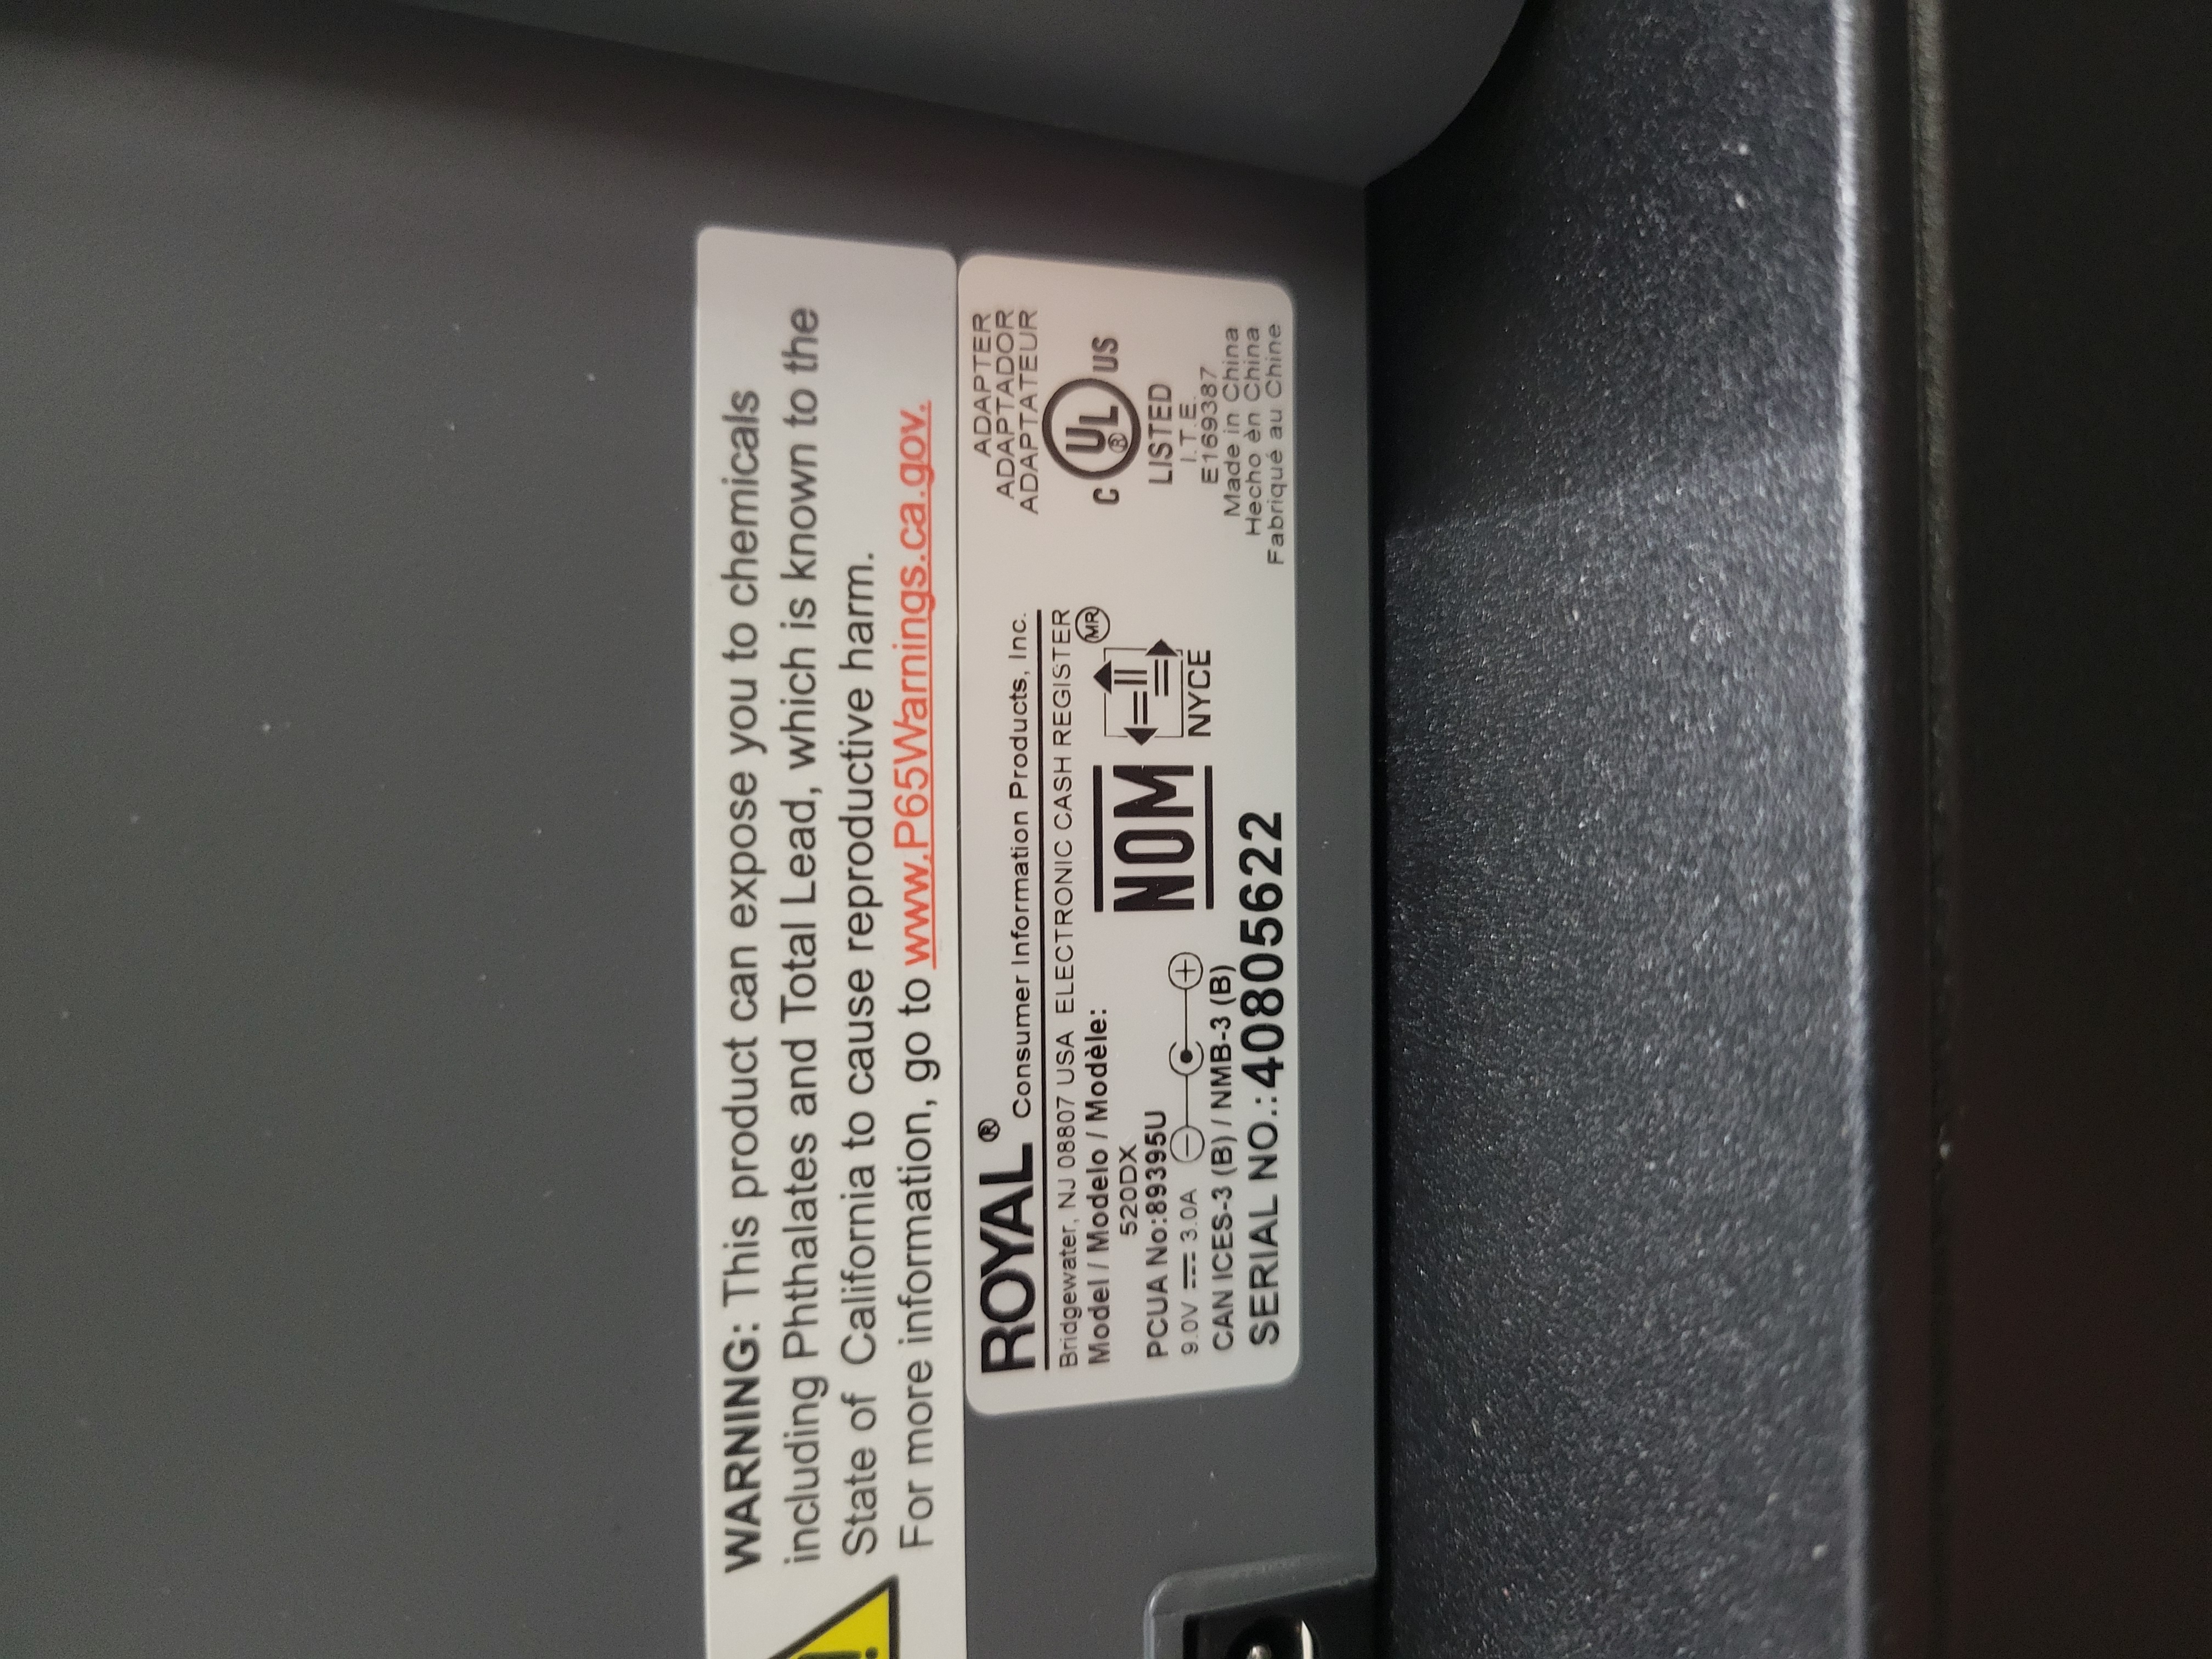 WARNING: This product can expose you to chemicals
including Phthalates and Total Lead, which is known to the
State of California to cause reproductive harm.
For more information, go to www.P65Warnings.ca.gov.
ROYAL® Consumer Information Products, Inc.
Bridgewater, NJ 08807 USA ELECTRONIC CASH REGISTER
Model / Modelo / Modèle:
520DX
PCUA No:89395U
9.0V ⎓ 3.0A
CAN ICES-3 (B) / NMB-3 (B)
SERIAL NO.:40805622
NOM
MR
NYCE
ADAPTER
ADAPTADOR
ADAPTATEUR
C UL® US
LISTED
I.T.E.
E169387
Made in China
Hecho èn China
Fabriqué au Chine